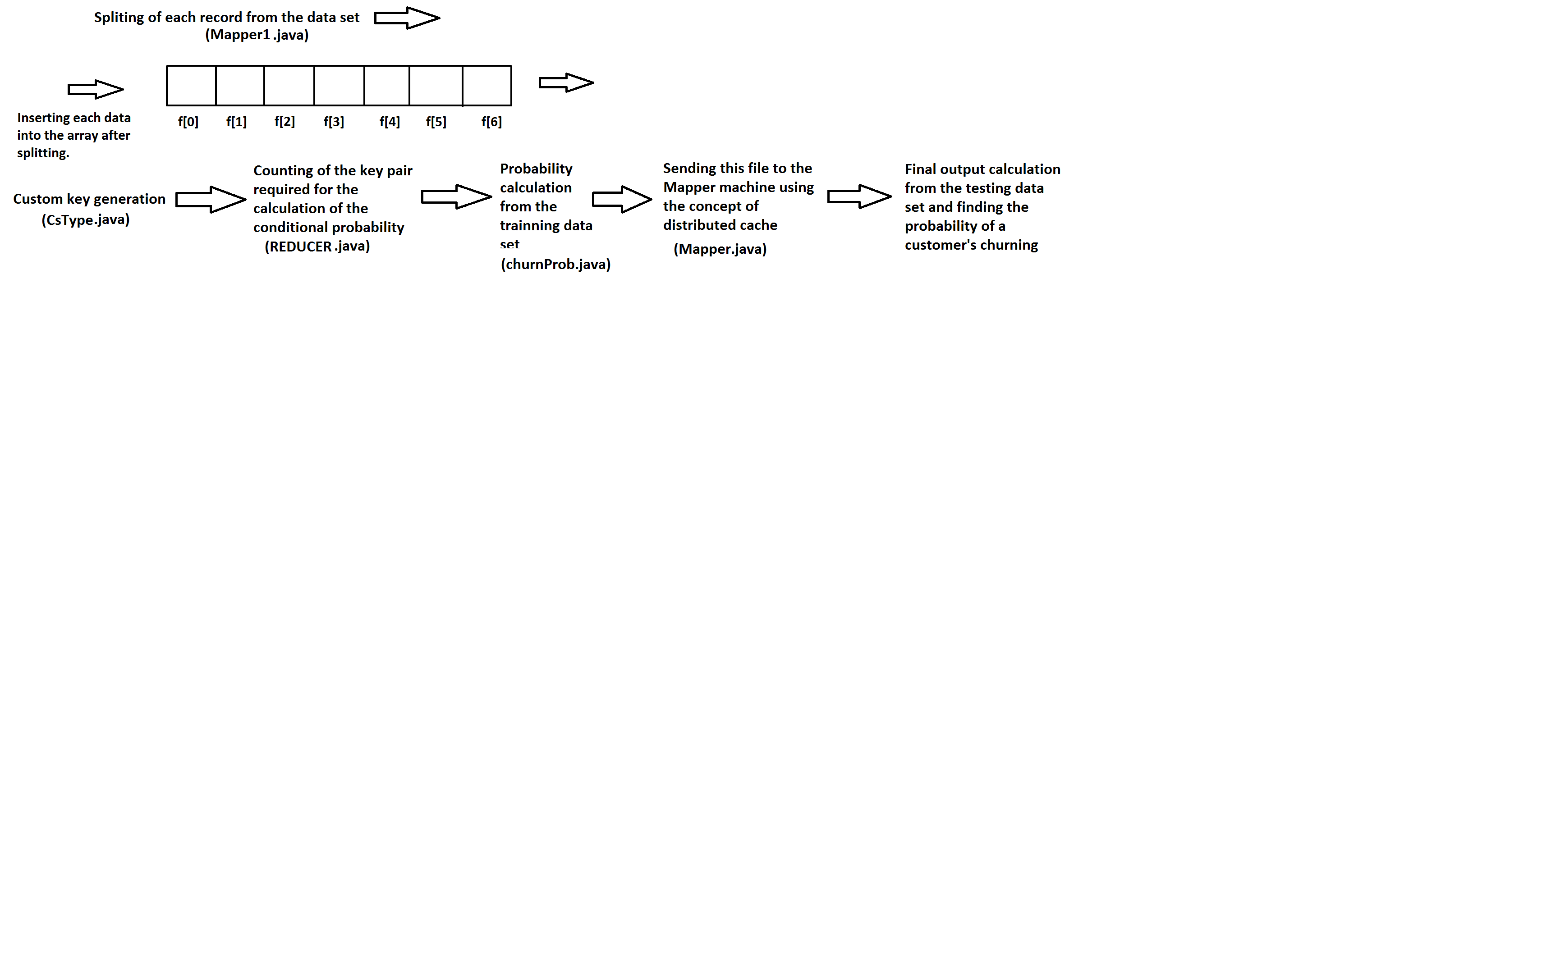 Spliting of each record from the data set
(Mapper1 .java)
Inserting each data
into the array after
splitting.
f[0] f[1] f[2] f[3] f[4] f[5] f[6]
Custom key generation
(CsType.java)
Counting of the key pair
required for the
calculation of the
conditional probability
(REDUCER .java)
Probability
calculation
from the
trainning data
set
(churnProb.java)
Sending this file to the
Mapper machine using
the concept of
distributed cache
(Mapper.java)
Final output calculation
from the testing data
set and finding the
probability of a
customer's churning